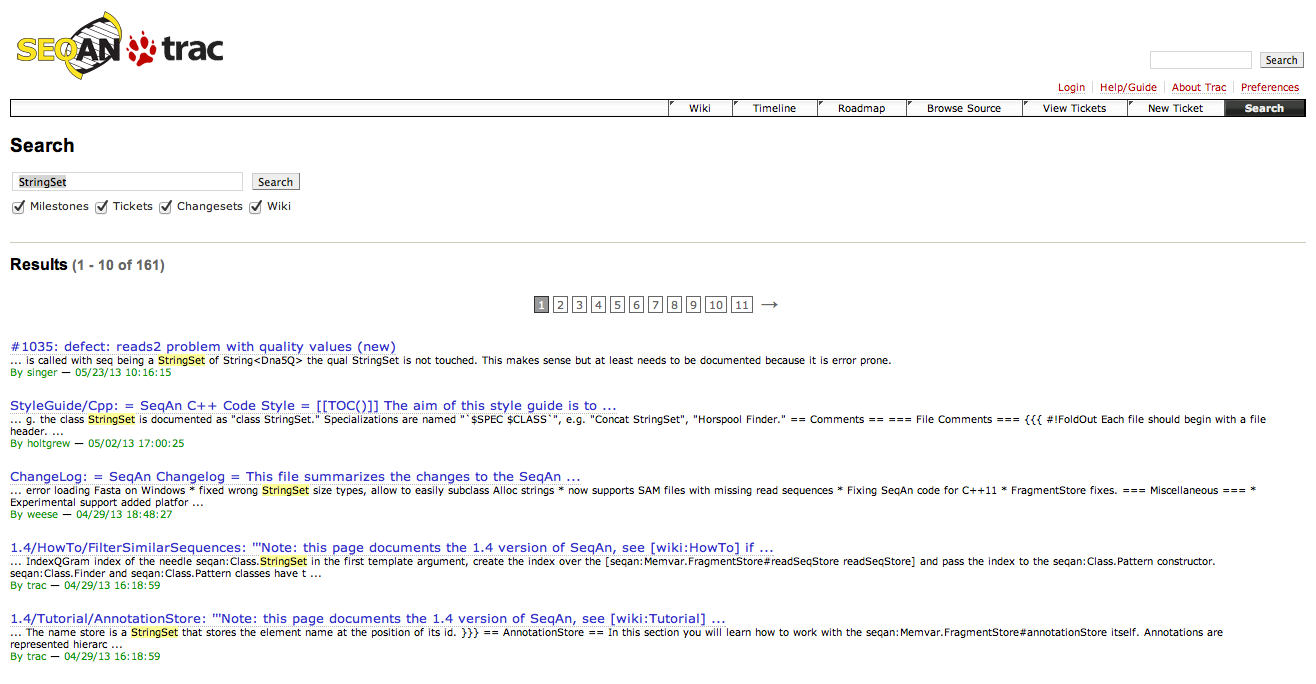 SEQAN trac
Search
Login Help/Guide About Trac Preferences
Wiki Timeline Roadmap Browse Source View Tickets New Ticket Search
Search
StringSet Search
Milestones Tickets Changesets Wiki
Results (1 - 10 of 161)
1 2 3 4 5 6 7 8 9 10 11 →
#1035: defect: reads2 problem with quality values (new)
... is called with seq being a StringSet of String<Dna5Q> the qual StringSet is not touched. This makes sense but at least needs to be documented because it is error prone.
By singer — 05/23/13 10:16:15
StyleGuide/Cpp: = SeqAn C++ Code Style = [[TOC()]] The aim of this style guide is to ...
... g. the class StringSet is documented as "class StringSet." Specializations are named "`$SPEC $CLASS`", e.g. "Concat StringSet", "Horspool Finder." == Comments == === File Comments === {{{ #!FoldOut Each file should begin with a file
header. ...
By holtgrew — 05/02/13 17:00:25
ChangeLog: = SeqAn Changelog = This file summarizes the changes to the SeqAn ...
... error loading Fasta on Windows * fixed wrong StringSet size types, allow to easily subclass Alloc strings * now supports SAM files with missing read sequences * Fixing SeqAn code for C++11 * FragmentStore fixes. === Miscellaneous === *
Experimental support added platfor ...
By weese — 04/29/13 18:48:27
1.4/HowTo/FilterSimilarSequences: '''Note: this page documents the 1.4 version of SeqAn, see [wiki:HowTo] if ...
... IndexQGram index of the needle seqan:Class.StringSet in the first template argument, create the index over the [seqan:Memvar.FragmentStore#readSeqStore readSeqStore] and pass the index to the seqan:Class.Pattern constructor.
seqan:Class.Finder and seqan:Class.Pattern classes have t ...
By trac — 04/29/13 16:18:59
1.4/Tutorial/AnnotationStore: '''Note: this page documents the 1.4 version of SeqAn, see [wiki:Tutorial] ...
... The name store is a StringSet that stores the element name at the position of its id. }}} == AnnotationStore == In this section you will learn how to work with the seqan:Memvar.FragmentStore#annotationStore itself. Annotations are
represented hierarc ...
By trac — 04/29/13 16:18:59